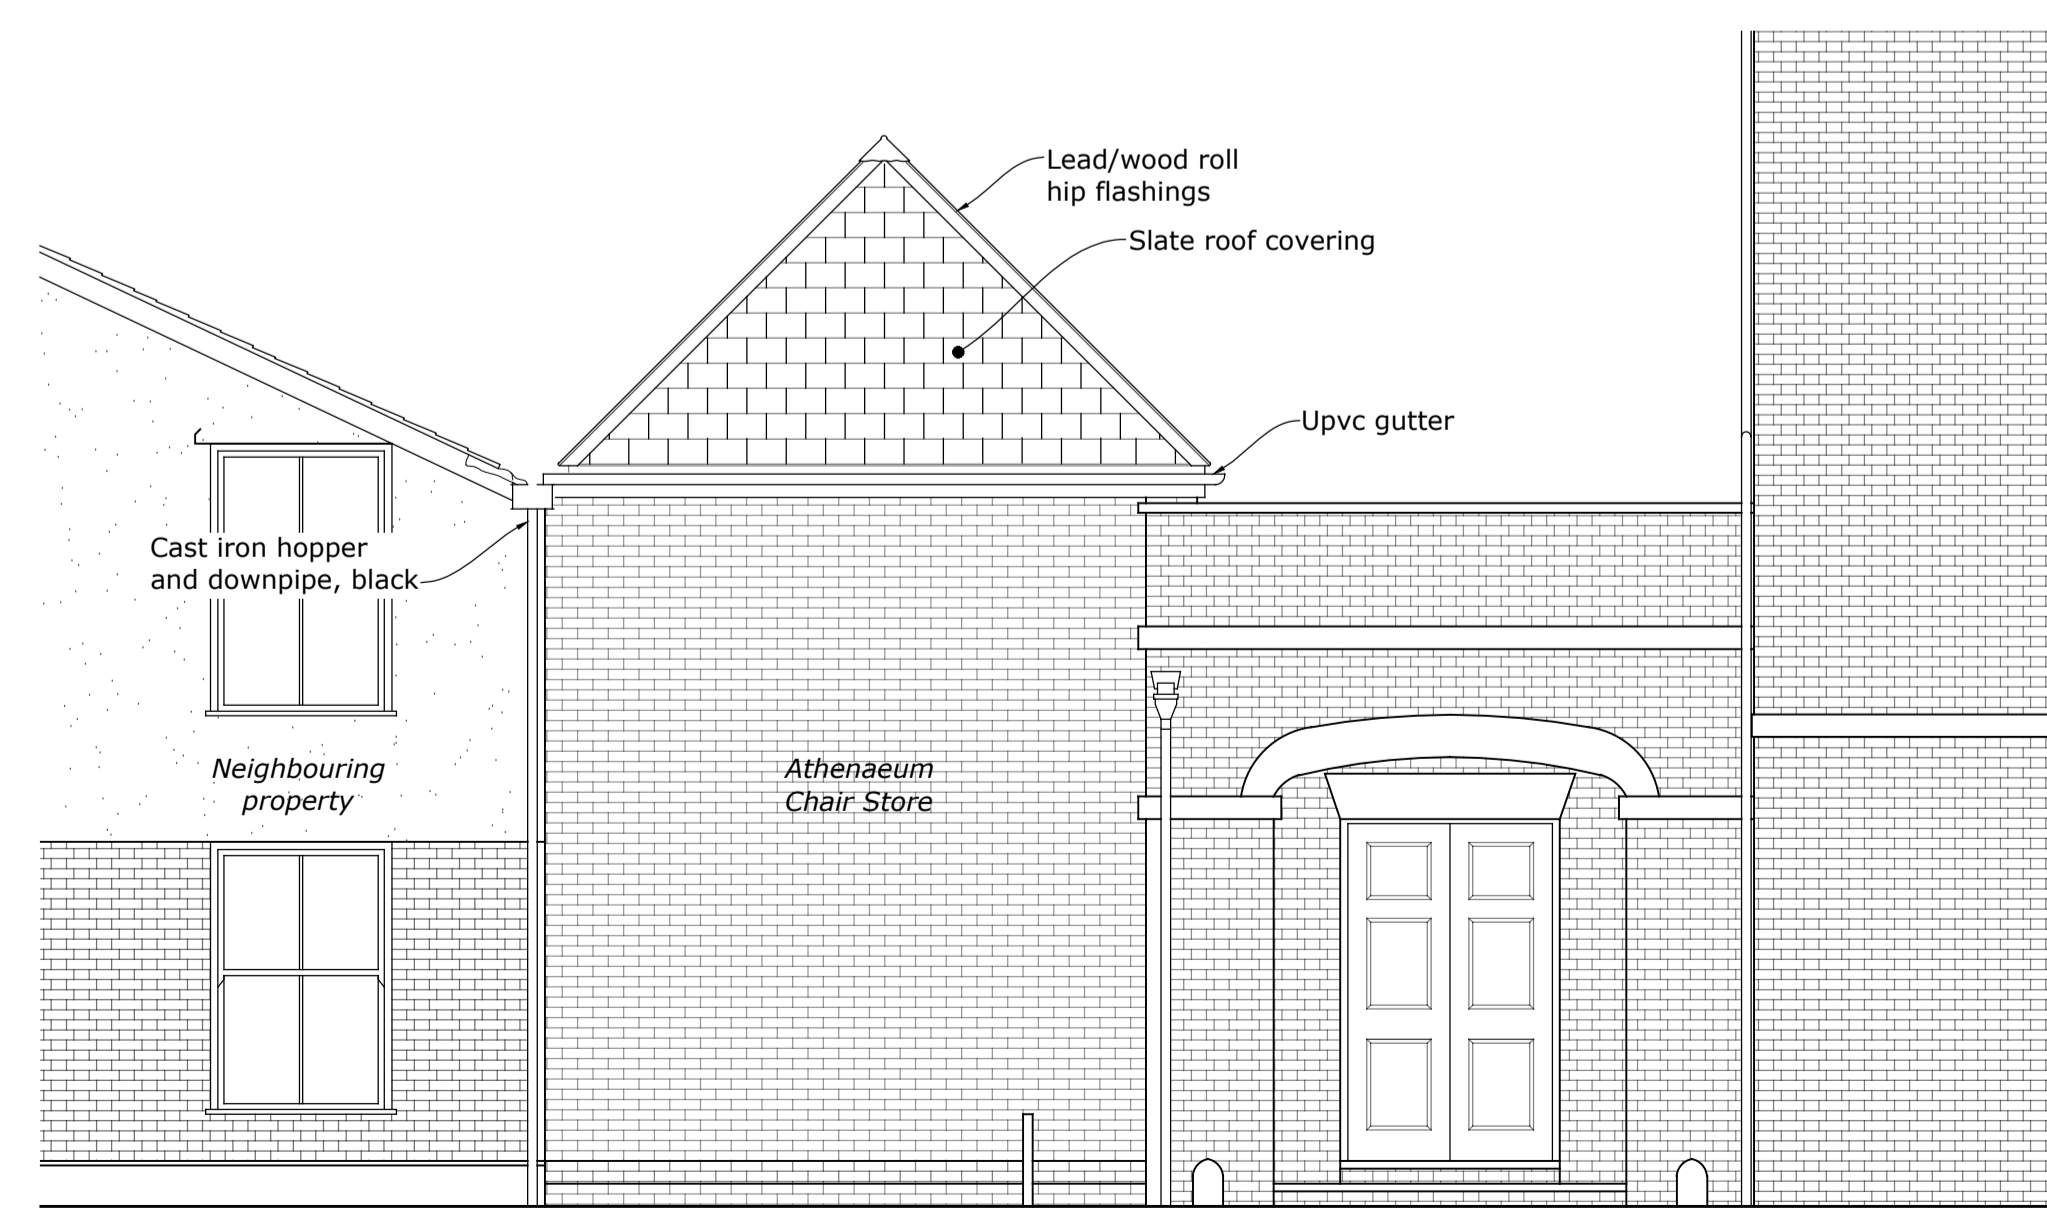 Lead/wood roll
hip flashings
Slate roof covering
Upvc gutter
Cast iron hopper
and downpipe, black
Neighbouring
property
Athenaeum
Chair Store